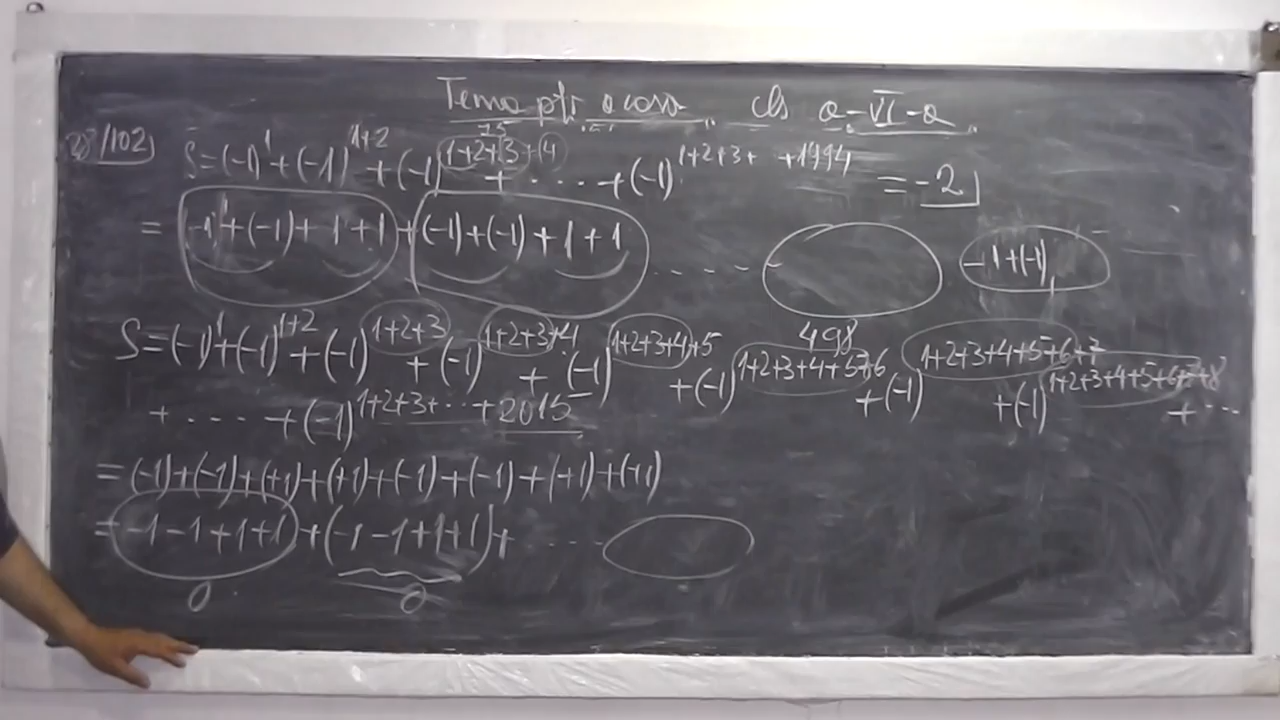 Tema ptr acasa cls a-VI-a
28/102) S=(-1)^1+(-1)^{1+2}+(-1)^{1+2+3}+(4 + ..... +(-1)^{1+2+3+ +1994} = -2
= -1^1+(-1)+1+1+(-1)+(-1)+1+1 ..... -1+(-1)
S=(-1)^1+(-1)^{1+2}+(-1)^{1+2+3}+(-1)^{1+2+3+4}+(-1)^{1+2+3+4+5}+(-1)^{1+2+3+4+5+6}+(-1)^{1+2+3+4+5+6+7}+(-1)^{1+2+3+4+5+6+7+8}+...
498
+ ..... +(-1)^{1+2+3+...+2015}
=(-1)+(-1)+(+1)+(+1)+(-1)+(-1)+(+1)+(+1)
=-1-1+1+1+(-1-1+1+1)+ ....
0 0